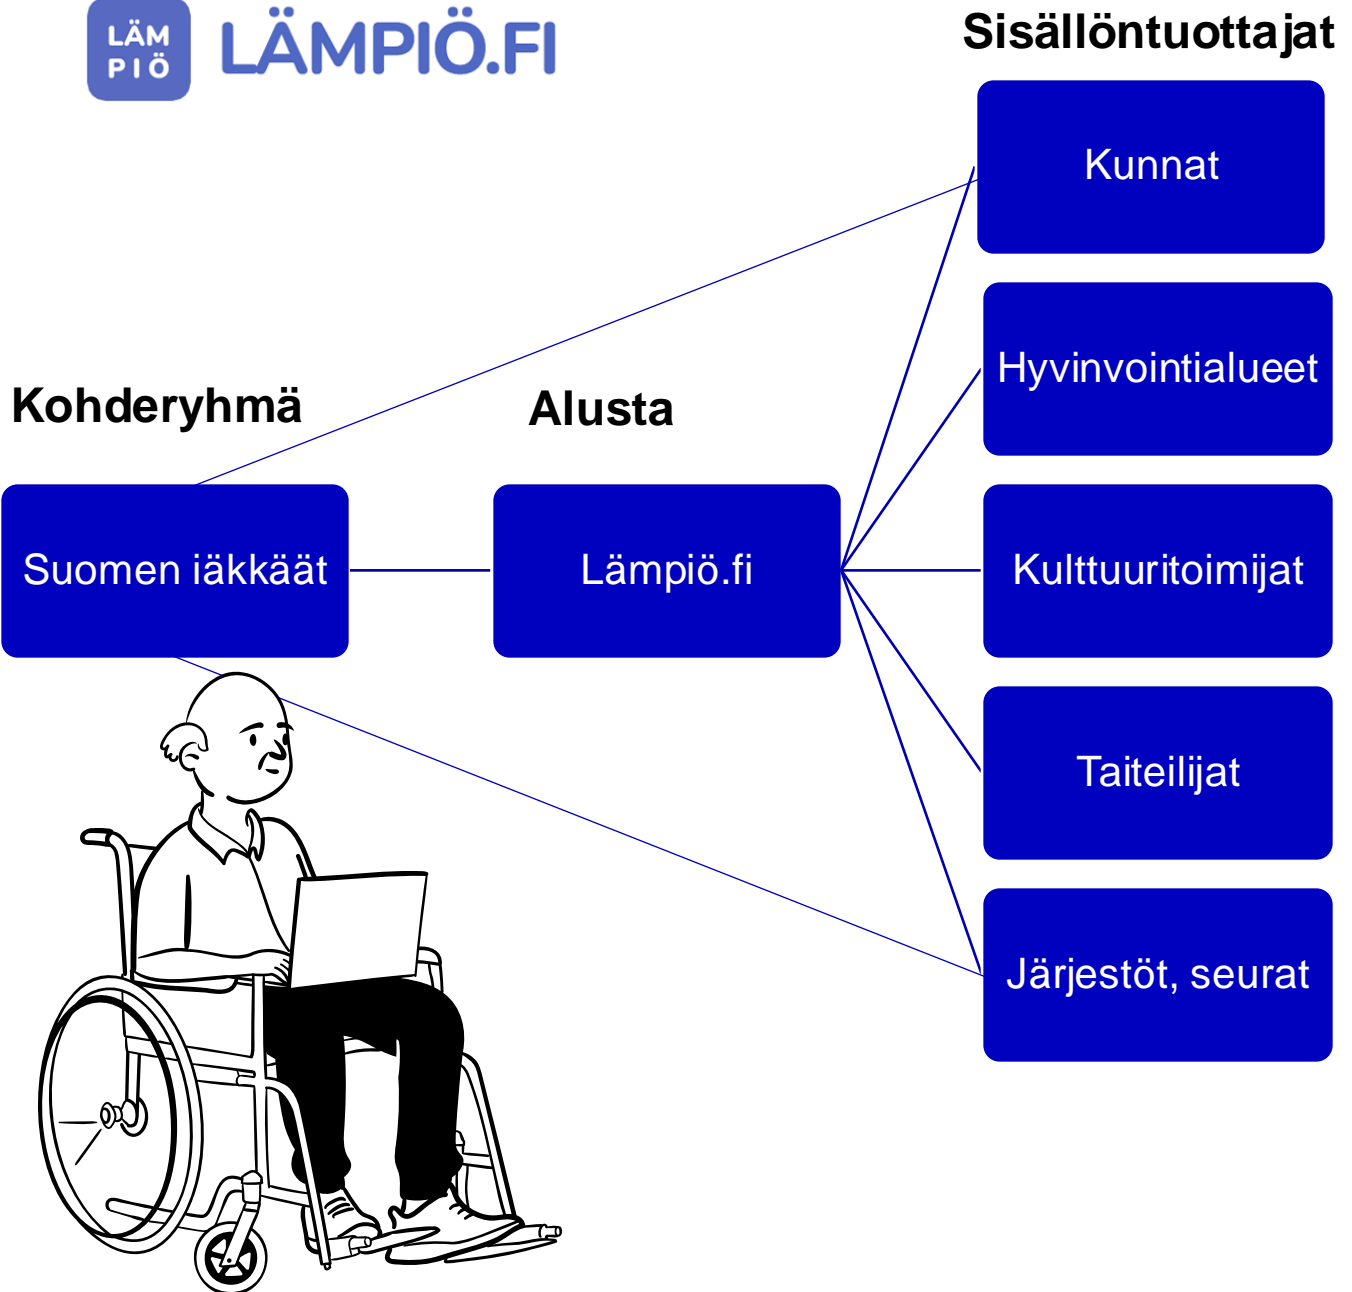 LÄM
PIÖ
LÄMPIÖ.FI
Sisällöntuottajat
Kunnat
Hyvinvointialueet
Kohderyhmä
Alusta
Suomen iäkkäät
Lämpiö.fi
Kulttuuritoimijat
Taiteilijat
Järjestöt, seurat